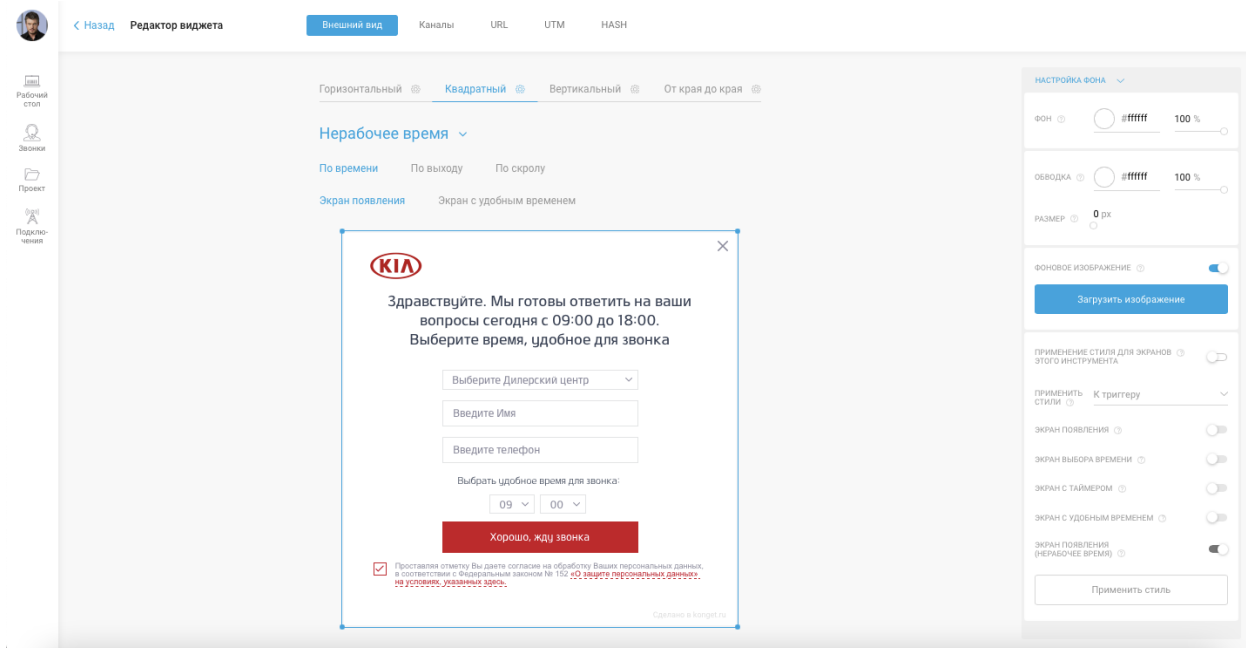 Назад
Редактор виджета
Внешний вид
Каналы
URL
UTM
HASH
Рабочий
стол
Звонки
Проект
Подклю-
чения
Горизонтальный
Квадратный
Вертикальный
От края до края
Нерабочее время
По времени
По выходу
По скролу
Экран появления
Экран с удобным временем
KIA
Здравствуйте. Мы готовы ответить на ваши
вопросы сегодня с 09:00 до 18:00.
Выберите время, удобное для звонка
Выберите Дилерский центр
Введите Имя
Введите телефон
Выбрать удобное время для звонка:
09
00
Хорошо, жду звонка
Проставляя отметку Вы даете согласие на обработку Ваших персональных данных,
в соответствии с Федеральным законом № 152 «О защите персональных данных»
на условиях, указанных здесь.
Сделано в konget.ru
НАСТРОЙКА ФОНА
ФОН
#ffffff
100 %
ОБВОДКА
#ffffff
100 %
РАЗМЕР
0 px
ФОНОВОЕ ИЗОБРАЖЕНИЕ
Загрузить изображение
ПРИМЕНЕНИЕ СТИЛЯ ДЛЯ ЭКРАНОВ
ЭТОГО ИНСТРУМЕНТА
ПРИМЕНИТЬ
СТИЛИ
К триггеру
ЭКРАН ПОЯВЛЕНИЯ
ЭКРАН ВЫБОРА ВРЕМЕНИ
ЭКРАН С ТАЙМЕРОМ
ЭКРАН С УДОБНЫМ ВРЕМЕНЕМ
ЭКРАН ПОЯВЛЕНИЯ
(НЕРАБОЧЕЕ ВРЕМЯ)
Применить стиль